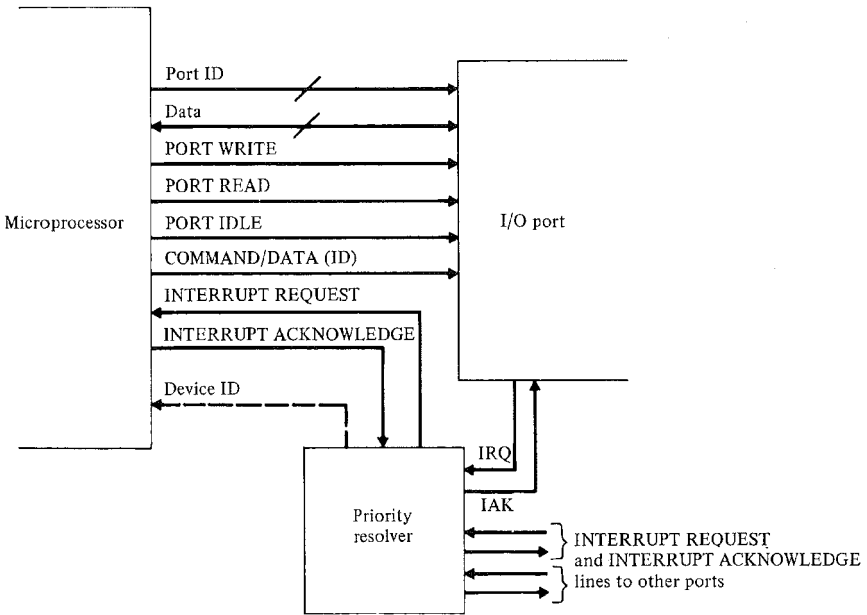 Port ID
Data
PORT WRITE
PORT READ
Microprocessor
I/O port
PORT IDLE
COMMAND/DATA (ID)
INTERRUPT REQUEST
INTERRUPT ACKNOWLEDGE
Device ID
IRQ
IAK
Priority
resolver
INTERRUPT REQUEST
and INTERRUPT ACKNOWLEDGE
lines to other ports